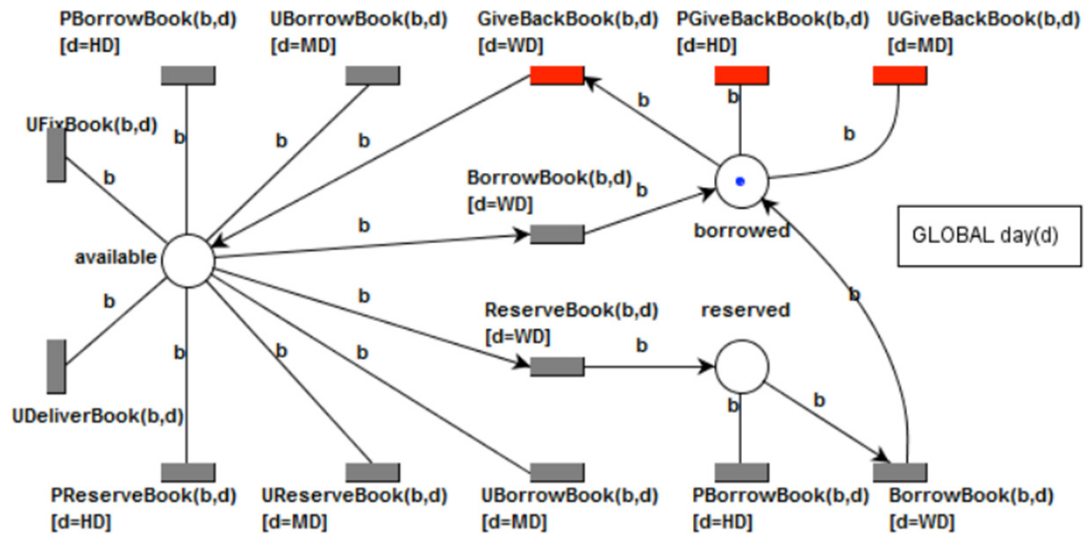 PBorrowBook(b,d) UBorrowBook(b,d) GiveBackBook(b,d) PGiveBackBook(b,d) UGiveBackBook(b,d)
[d=HD] [d=MD] [d=WD] [d=HD] [d=MD]
b b
UFixBook(b,d) b b b b
b BorrowBook(b,d) b
[d=WD]
b borrowed GLOBAL day(d)
available
b b b
ReserveBook(b,d) reserved
[d=WD]
b b b b
b b
UDeliverBook(b,d)
PReserveBook(b,d) UReserveBook(b,d) UBorrowBook(b,d) PBorrowBook(b,d) BorrowBook(b,d)
[d=HD] [d=MD] [d=MD] [d=HD] [d=WD]